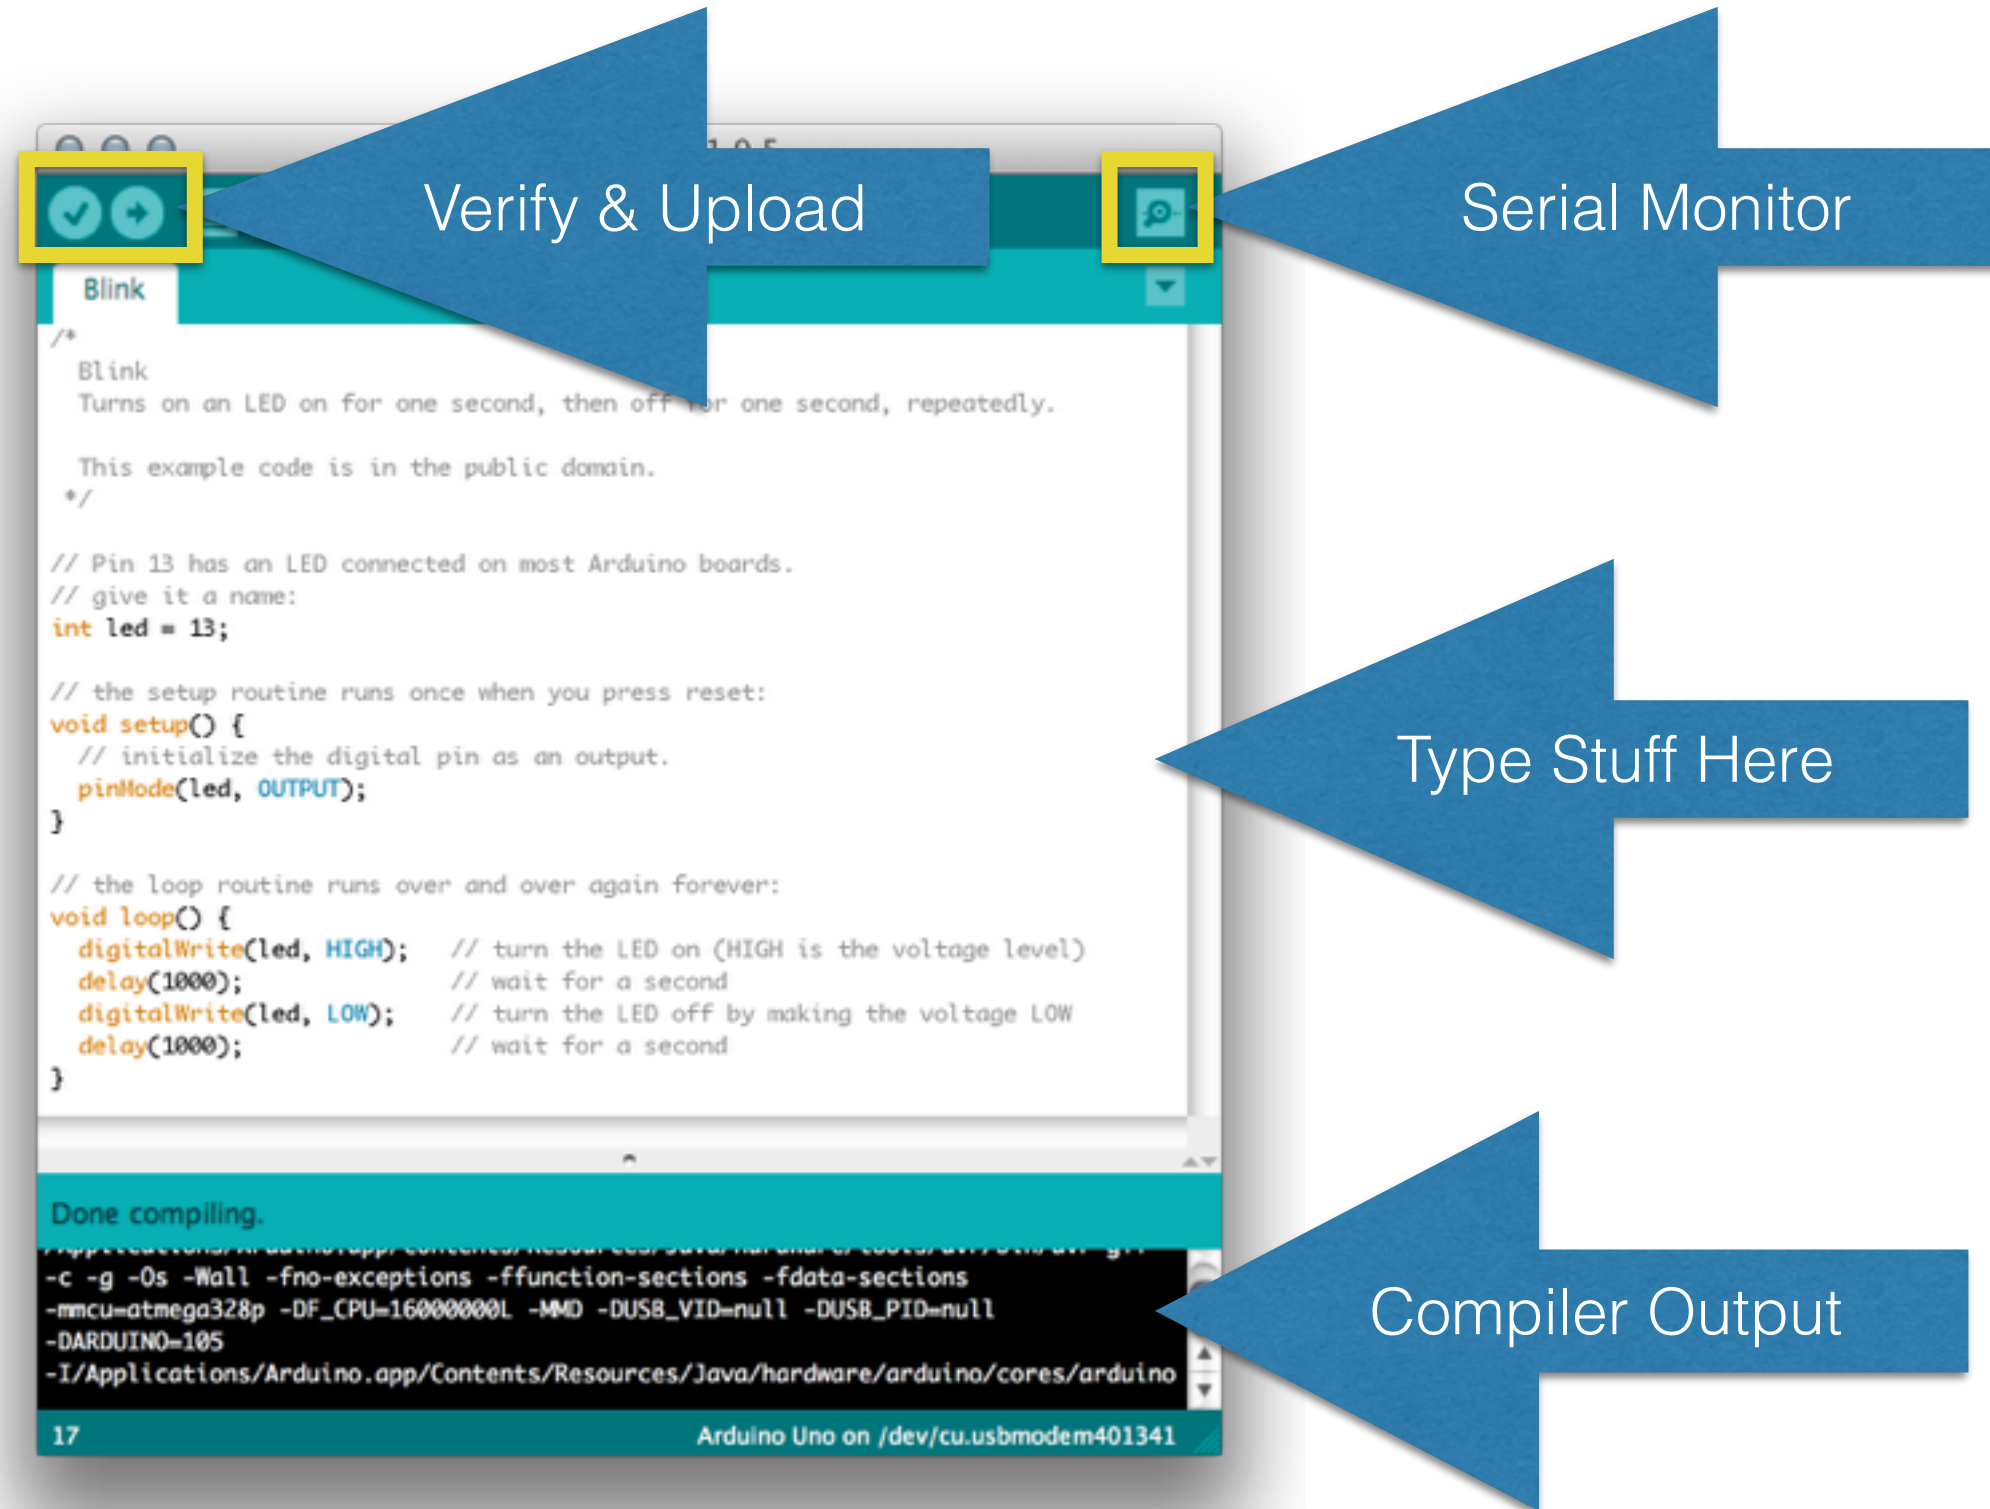 1.0.5
Verify & Upload
Serial Monitor
Blink
/*
Blink
Turns on an LED on for one second, then off for one second, repeatedly.
This example code is in the public domain.
*/
// Pin 13 has an LED connected on most Arduino boards.
// give it a name:
int led = 13;
// the setup routine runs once when you press reset:
void setup() {
// initialize the digital pin as an output.
pinMode(led, OUTPUT);
}
Type Stuff Here
// the loop routine runs over and over again forever:
void loop() {
digitalWrite(led, HIGH);   // turn the LED on (HIGH is the voltage level)
delay(1000);               // wait for a second
digitalWrite(led, LOW);    // turn the LED off by making the voltage LOW
delay(1000);               // wait for a second
}
Done compiling.
-c -g -Os -Wall -fno-exceptions -ffunction-sections -fdata-sections
-mmcu=atmega328p -DF_CPU=16000000L -MMD -DUSB_VID=null -DUSB_PID=null
-DARDUINO=105
-I/Applications/Arduino.app/Contents/Resources/Java/hardware/arduino/cores/arduino
Compiler Output
17
Arduino Uno on /dev/cu.usbmodem401341